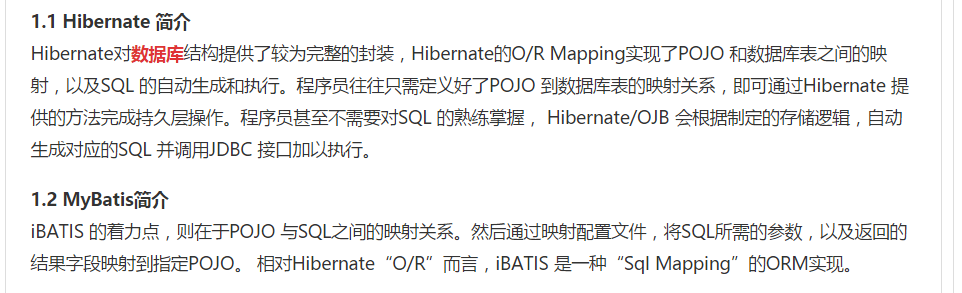 1.1 Hibernate 简介
Hibernate对数据库结构提供了较为完整的封装，Hibernate的O/R Mapping实现了POJO 和数据库表之间的映
射，以及SQL 的自动生成和执行。程序员往往只需定义好了POJO 到数据库表的映射关系，即可通过Hibernate 提
供的方法完成持久层操作。程序员甚至不需要对SQL 的熟练掌握， Hibernate/OJB 会根据制定的存储逻辑，自动
生成对应的SQL 并调用JDBC 接口加以执行。
1.2 MyBatis简介
iBATIS 的着力点，则在于POJO 与SQL之间的映射关系。然后通过映射配置文件，将SQL所需的参数，以及返回的
结果字段映射到指定POJO。 相对Hibernate“O/R”而言，iBATIS 是一种“Sql Mapping”的ORM实现。